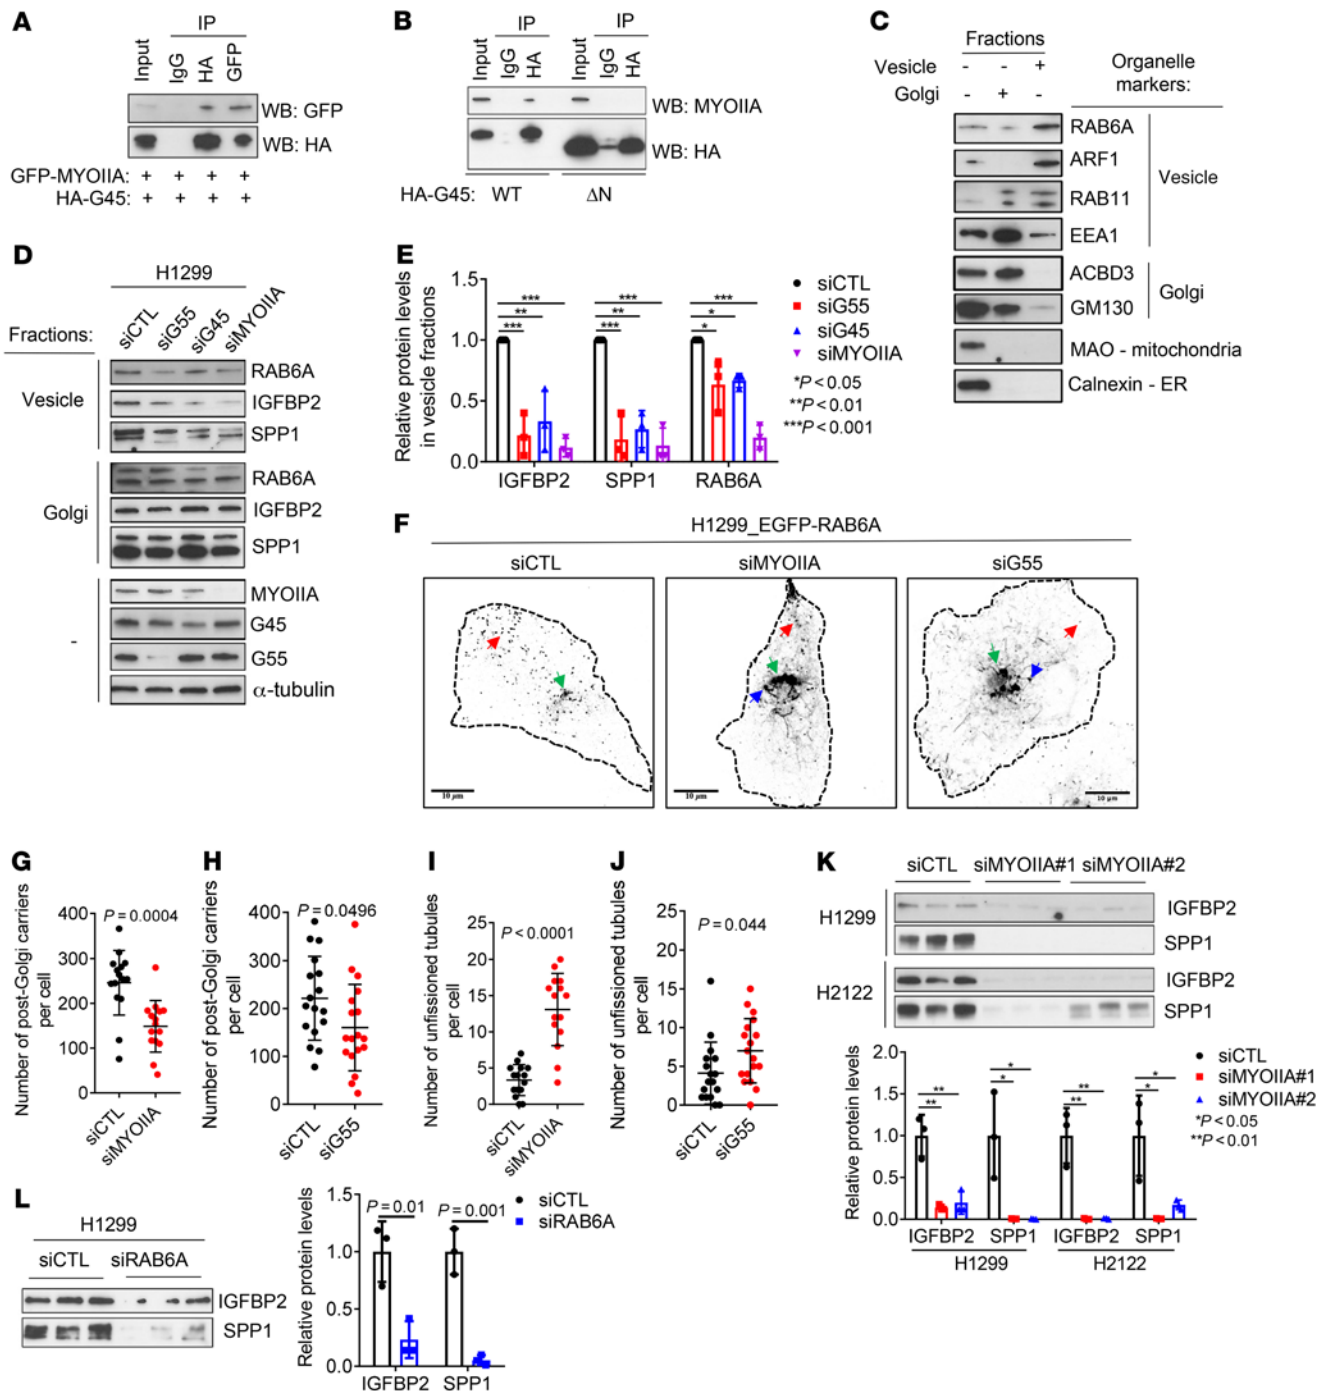 A
IP
Input
IgG
HA
GFP
WB: GFP
WB: HA
GFP-MYOIIA: + + + +
HA-G45: + + + +
B
IP
IP
Input
IgG
HA
Input
IgG
HA
WB: MYOIIA
WB: HA
HA-G45: WT ΔN
C
Fractions
Vesicle - - +
Golgi - + -
Organelle
markers:
RAB6A
ARF1
RAB11
EEA1
Vesicle
ACBD3
GM130
Golgi
MAO - mitochondria
Calnexin - ER
D
H1299
Fractions:
siCTL
siG55
siG45
siMYOIIA
Vesicle
RAB6A
IGFBP2
SPP1
Golgi
RAB6A
IGFBP2
SPP1
-
MYOIIA
G45
G55
α-tubulin
E
Relative protein levels
in vesicle fractions
1.5
1.0
0.5
0.0
*** ** ***
*** ** ***
*** * *
IGFBP2 SPP1 RAB6A
siCTL
siG55
siG45
siMYOIIA
*P < 0.05
**P < 0.01
***P < 0.001
F
H1299_EGFP-RAB6A
siCTL siMYOIIA siG55
10 μm
10 μm
10 μm
G
Number of post-Golgi carriers
per cell
P = 0.0004
400
300
200
100
0
siCTL
siMYOIIA
H
Number of post-Golgi carriers
per cell
P = 0.0496
400
300
200
100
0
siCTL
siG55
I
Number of unfissioned tubules
per cell
P < 0.0001
25
20
15
10
5
0
siCTL
siMYOIIA
J
Number of unfissioned tubules
per cell
P = 0.044
25
20
15
10
5
0
siCTL
siG55
K
siCTL siMYOIIA#1 siMYOIIA#2
H1299
IGFBP2
SPP1
H2122
IGFBP2
SPP1
Relative protein levels
2.0
1.5
1.0
0.5
0.0
** **
* *
** **
* *
IGFBP2 SPP1 IGFBP2 SPP1
H1299 H2122
siCTL
siMYOIIA#1
siMYOIIA#2
*P < 0.05
**P < 0.01
L
H1299
siCTL siRAB6A
IGFBP2
SPP1
Relative protein levels
1.5
1.0
0.5
0.0
P = 0.01
P = 0.001
IGFBP2 SPP1
siCTL
siRAB6A